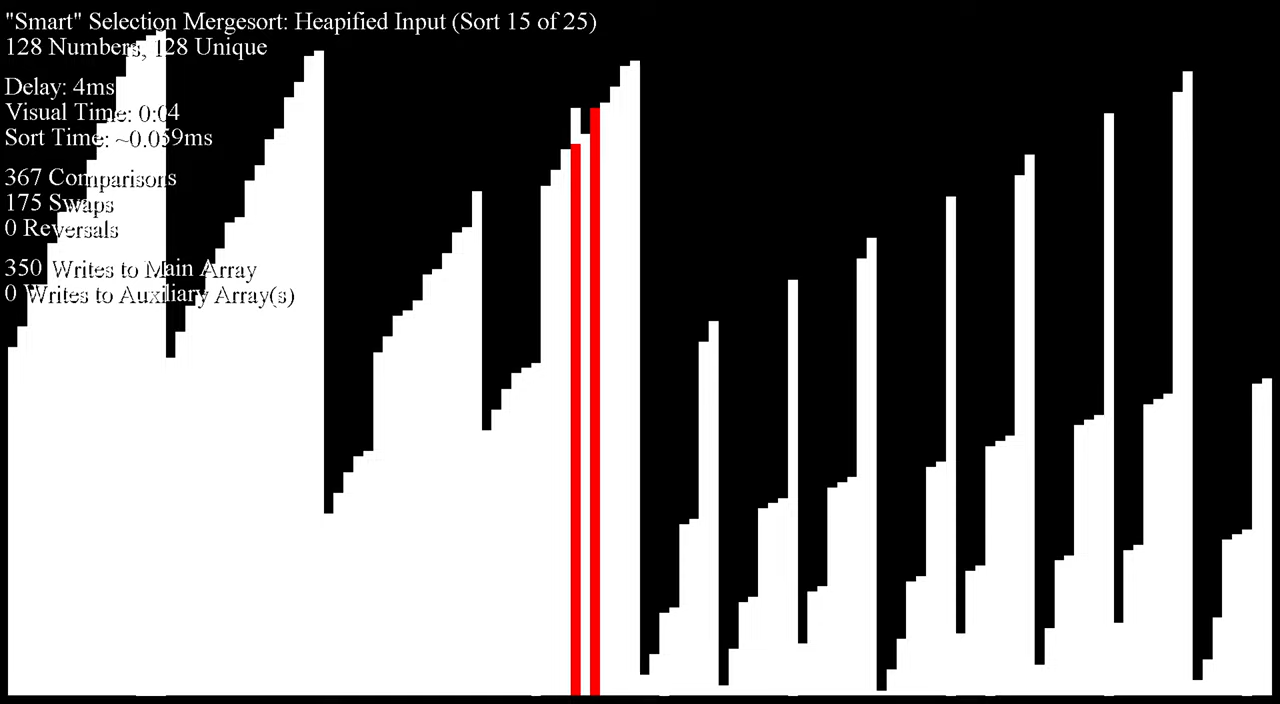 "Smart" Selection Mergesort: Heapified Input (Sort 15 of 25)
128 Numbers, 128 Unique
Delay: 4ms
Visual Time: 0:04
Sort Time: ~0.059ms
367 Comparisons
175 Swaps
0 Reversals
350 Writes to Main Array
0 Writes to Auxiliary Array(s)